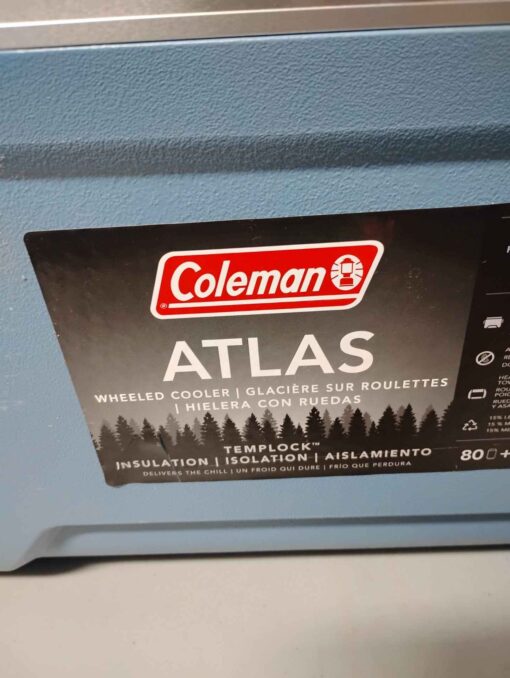 Coleman
ATLAS
WHEELED COOLER | GLACIÈRE SUR ROULETTES
| HIELERA CON RUEDAS
TEMPLOCK™
INSULATION | ISOLATION | AISLAMIENTO
DELIVERS THE CHILL | UN FROID QUI DURE | FRÍO QUE PERDURA
80 +